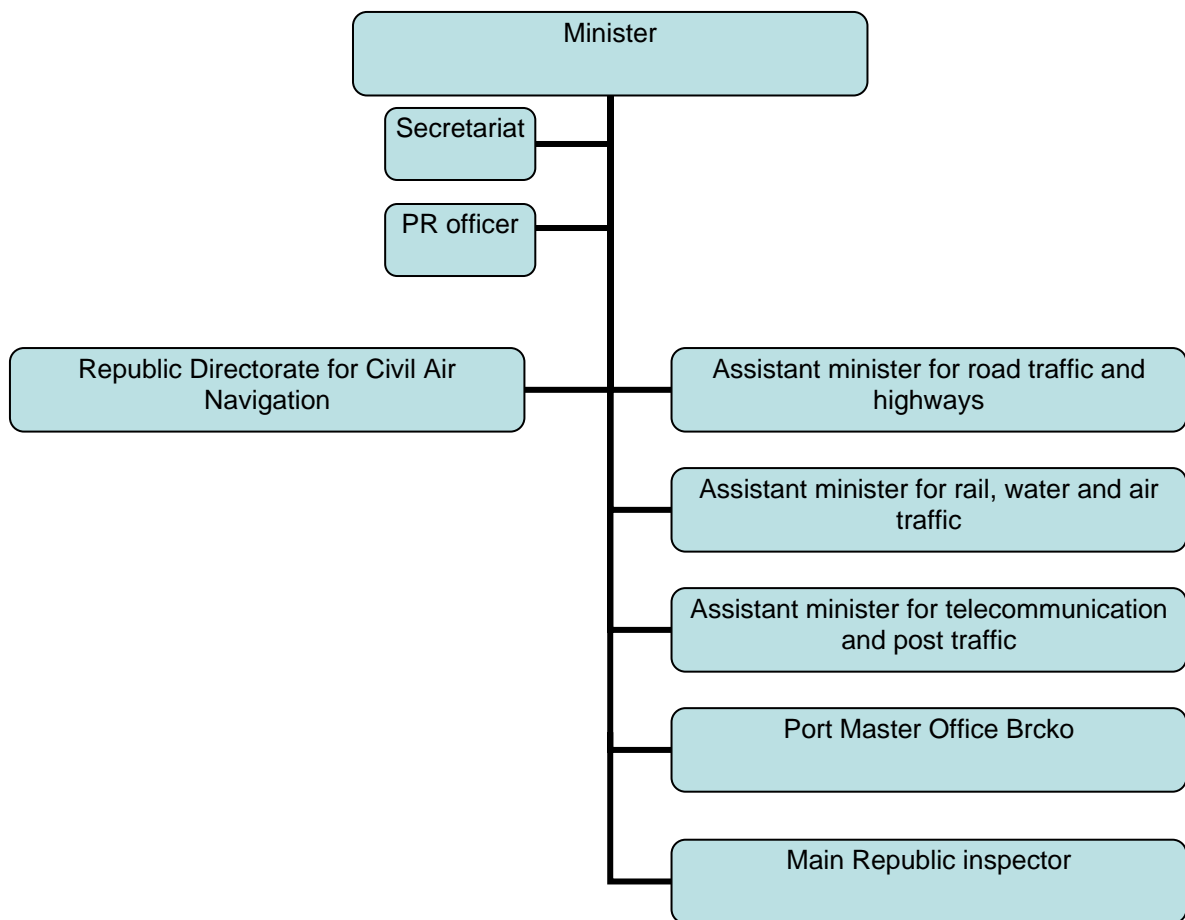 Minister
Secretariat
PR officer
Republic Directorate for Civil Air
Navigation
Assistant minister for road traffic and
highways
Assistant minister for rail, water and air
traffic
Assistant minister for telecommunication
and post traffic
Port Master Office Brcko
Main Republic inspector